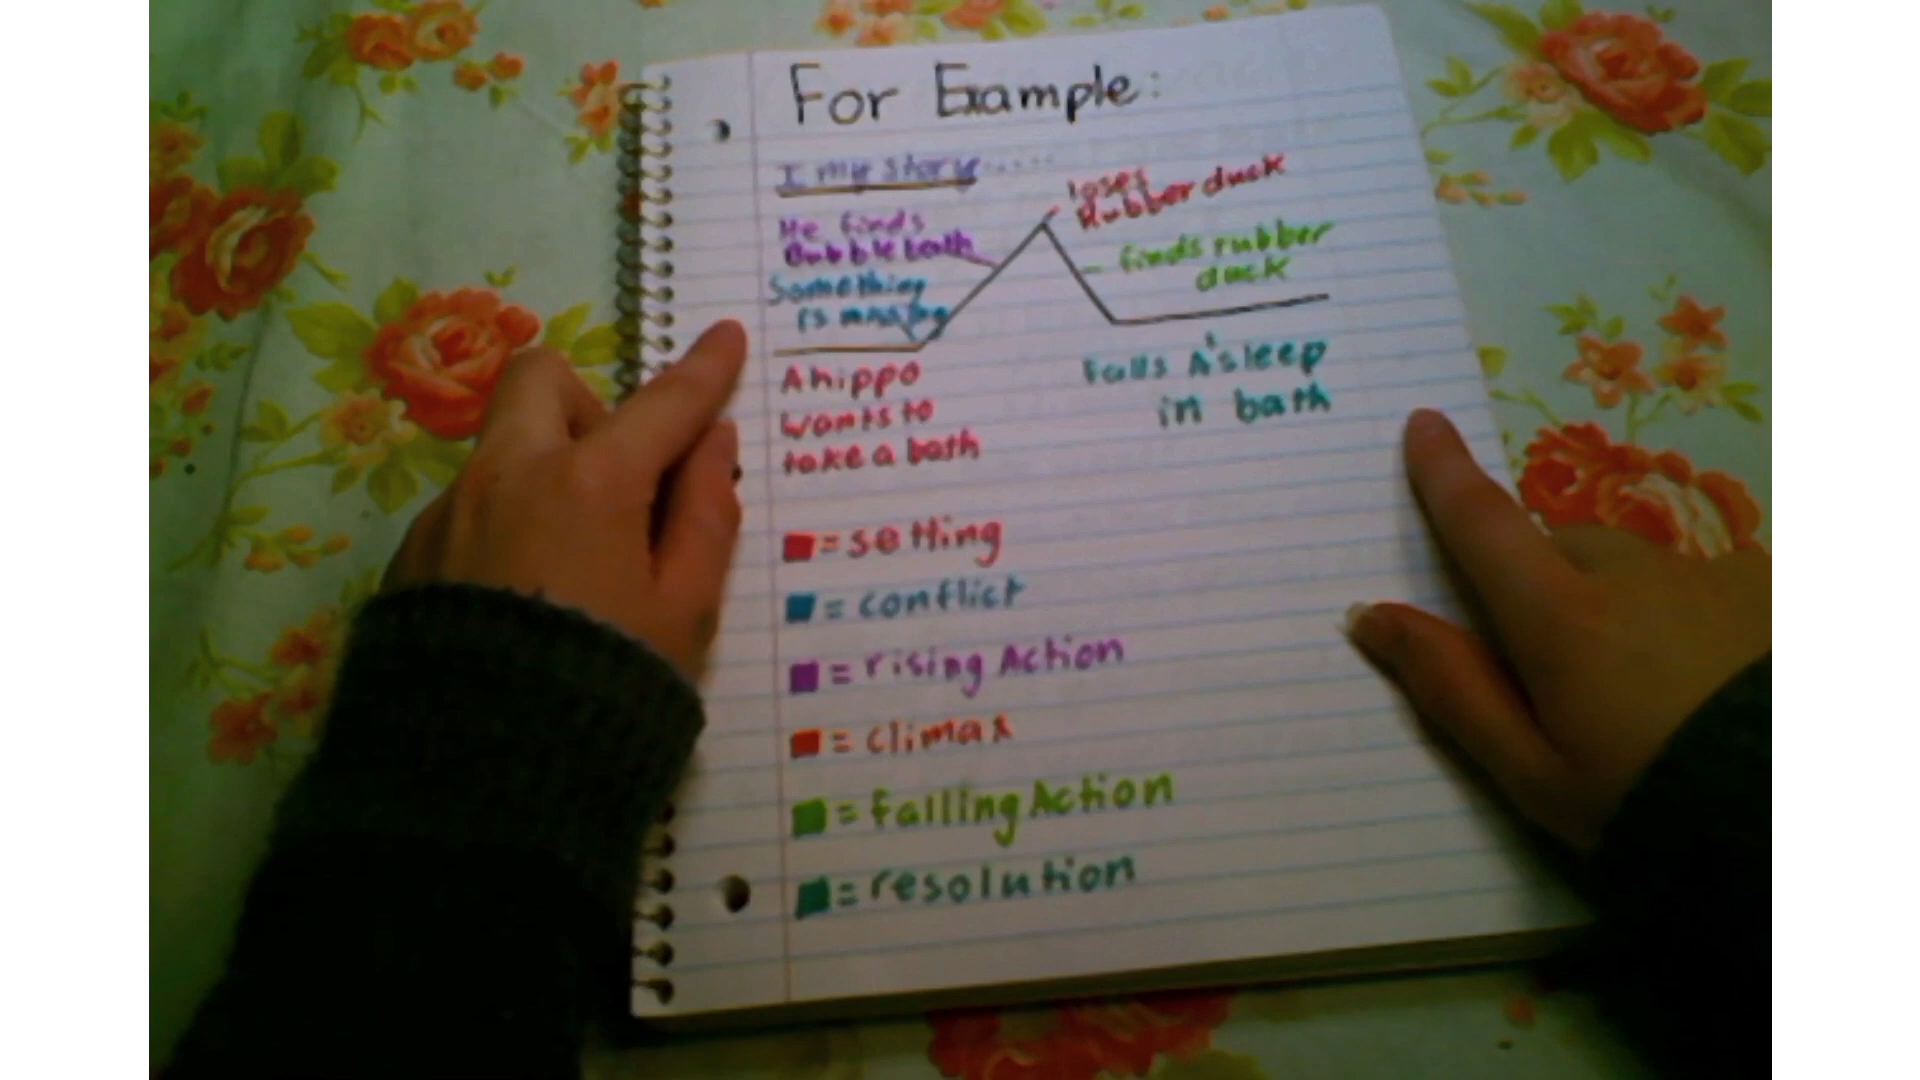 For Example:
I my story.....
He finds
Bubble bath
Something
is missing
loses
Rubber duck
finds rubber
duck
A hippo
wants to
take a bath
Falls Asleep
in bath
= setting
= conflict
= rising Action
= climax
= falling Action
= resolution